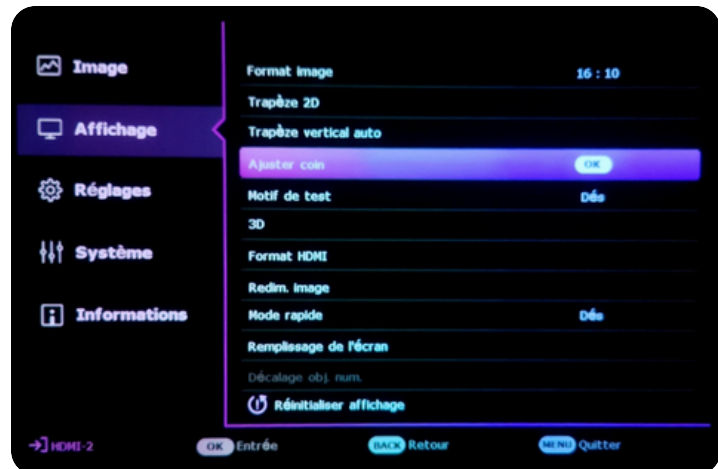 Image
Affichage
Réglages
Système
Informations
Format image 16 : 10
Trapèze 2D
Trapèze vertical auto
Ajuster coin OK
Motif de test Dés
3D
Format HDMI
Redim. image
Mode rapide Dés
Remplissage de l'écran
Décalage obj. num.
Réinitialiser affichage
HDMI-2 OK Entrée BACK Retour MENU Quitter